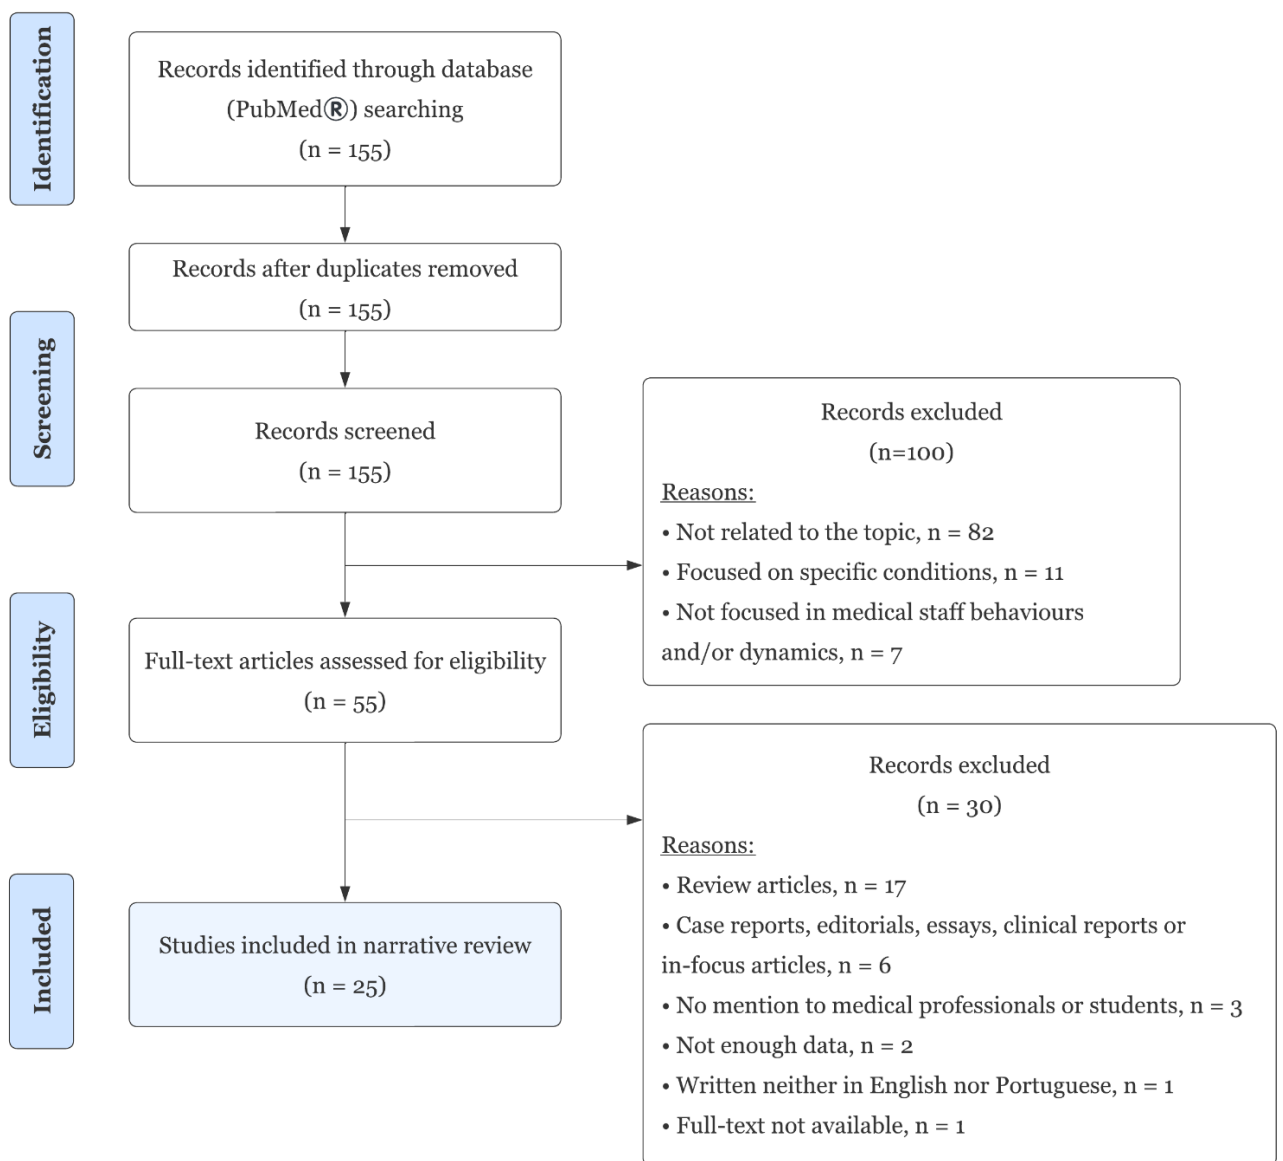 Identification
Records identified through database
(PubMed®) searching
(n = 155)
Records after duplicates removed
(n = 155)
Screening
Records screened
(n = 155)
Records excluded
(n=100)
Reasons:
• Not related to the topic, n = 82
• Focused on specific conditions, n = 11
• Not focused in medical staff behaviours
and/or dynamics, n = 7
Eligibility
Full-text articles assessed for eligibility
(n = 55)
Records excluded
(n = 30)
Reasons:
• Review articles, n = 17
• Case reports, editorials, essays, clinical reports or
in-focus articles, n = 6
• No mention to medical professionals or students, n = 3
• Not enough data, n = 2
• Written neither in English nor Portuguese, n = 1
• Full-text not available, n = 1
Included
Studies included in narrative review
(n = 25)